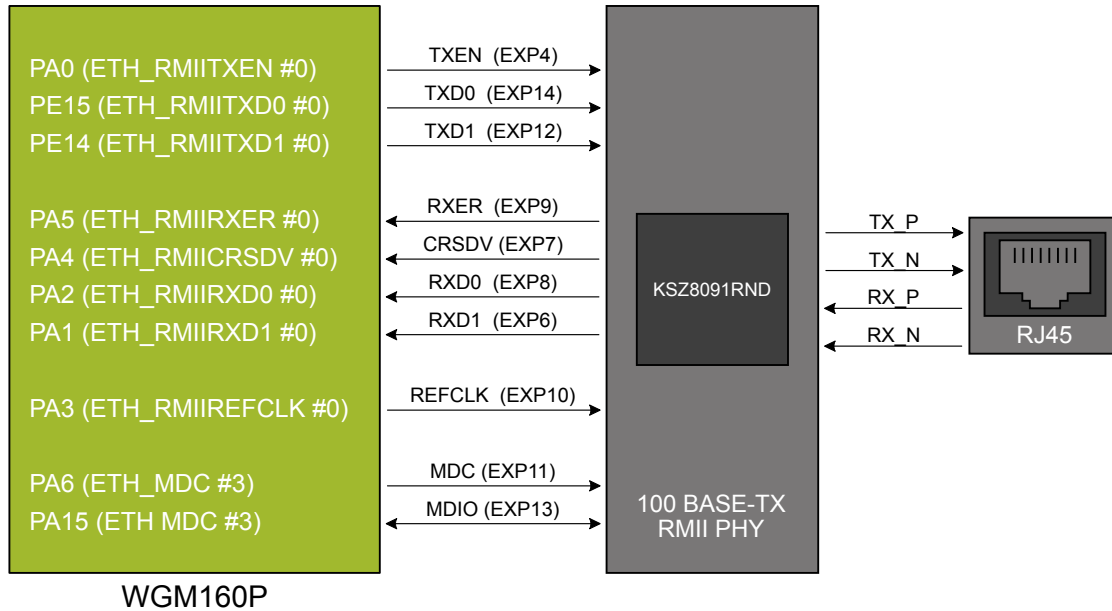 PA0 (ETH_RMIITXEN #0)
PE15 (ETH_RMIITXD0 #0)
PE14 (ETH_RMIITXD1 #0)
PA5 (ETH_RMIIRXER #0)
PA4 (ETH_RMIICRSDV #0)
PA2 (ETH_RMIIRXD0 #0)
PA1 (ETH_RMIIRXD1 #0)
PA3 (ETH_RMIIREFCLK #0)
PA6 (ETH_MDC #3)
PA15 (ETH MDC #3)
WGM160P
TXEN (EXP4)
TXD0 (EXP14)
TXD1 (EXP12)
RXER (EXP9)
CRSDV (EXP7)
RXD0 (EXP8)
RXD1 (EXP6)
REFCLK (EXP10)
MDC (EXP11)
MDIO (EXP13)
KSZ8091RND
100 BASE-TX
RMII PHY
TX_P
TX_N
RX_P
RX_N
RJ45